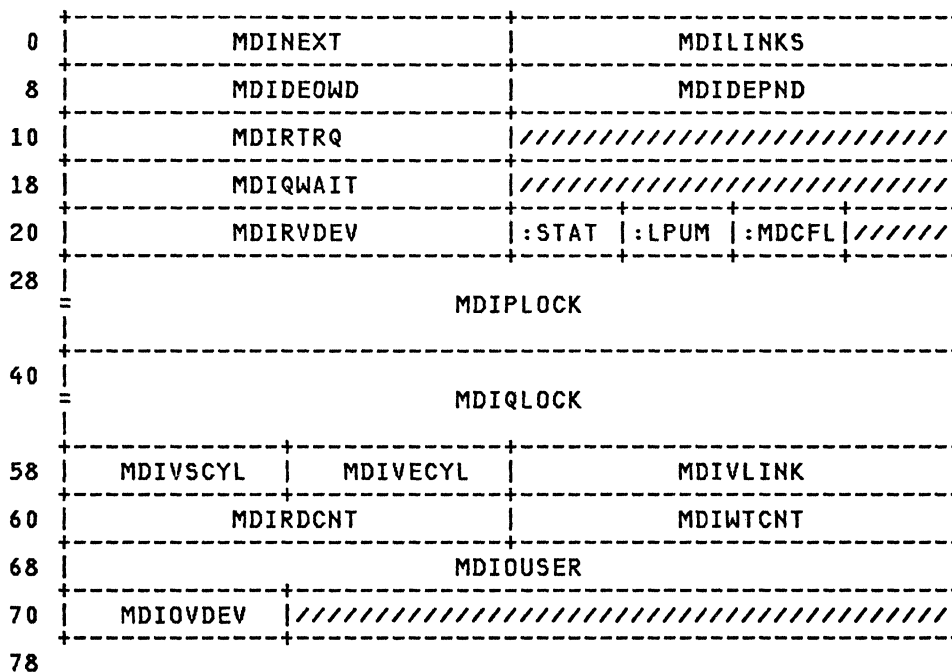 0 MDINEXT MDILINKS
8 MDIDEOWD MDIDEPND
10 MDIRTRQ //////////////////////////
18 MDIQWAIT //////////////////////////
20 MDIRVDEV :STAT :LPUM :MDCFL //////
28
MDIPLOCK
40
MDIQLOCK
58 MDIVSCYL MDIVECYL MDIVLINK
60 MDIRDCNT MDIWTCNT
68 MDIOUSER
70 MDIOVDEV ///////////////////////////////////////
78